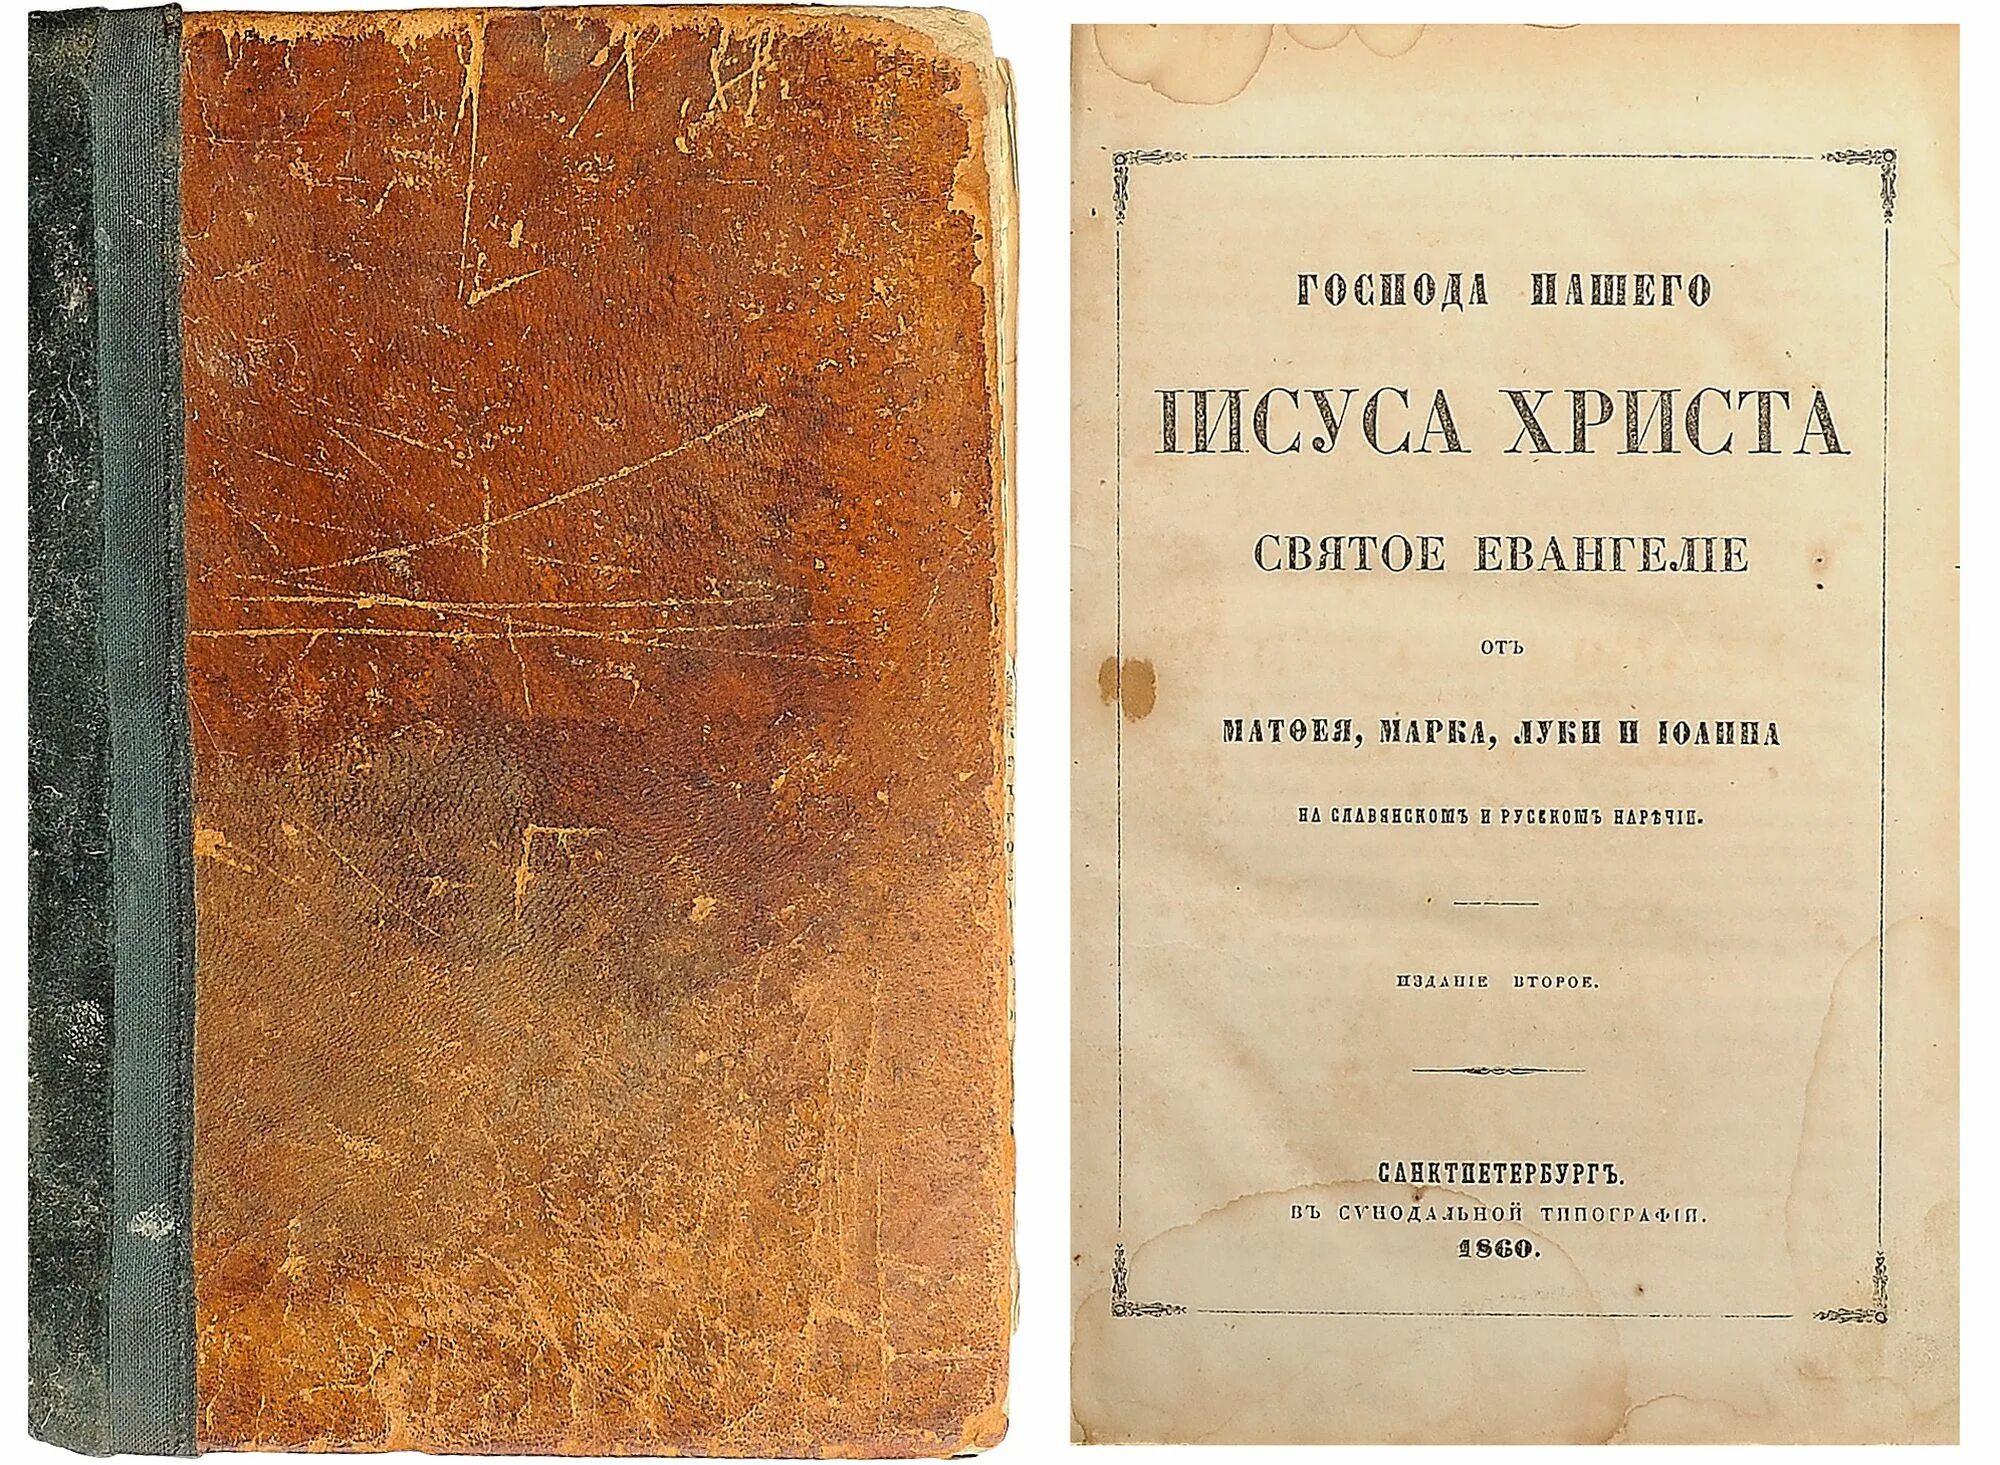 ГОСПОДА НАШЕГО
ІИСУСА ХРИСТА
СВЯТОЕ ЕВАНГЕЛІЕ
ОТЪ
МАТѲЕЯ, МАРКА, ЛУКИ И ІОАННА
НА СЛАВЯНСКОМЪ И РУССКОМЪ НАРѢЧІИ.
ИЗДАНІЕ ВТОРОЕ.
САНКТПЕТЕРБУРГЪ.
ВЪ СѴНОДАЛЬНОЙ ТИПОГРАФІИ.
1860.